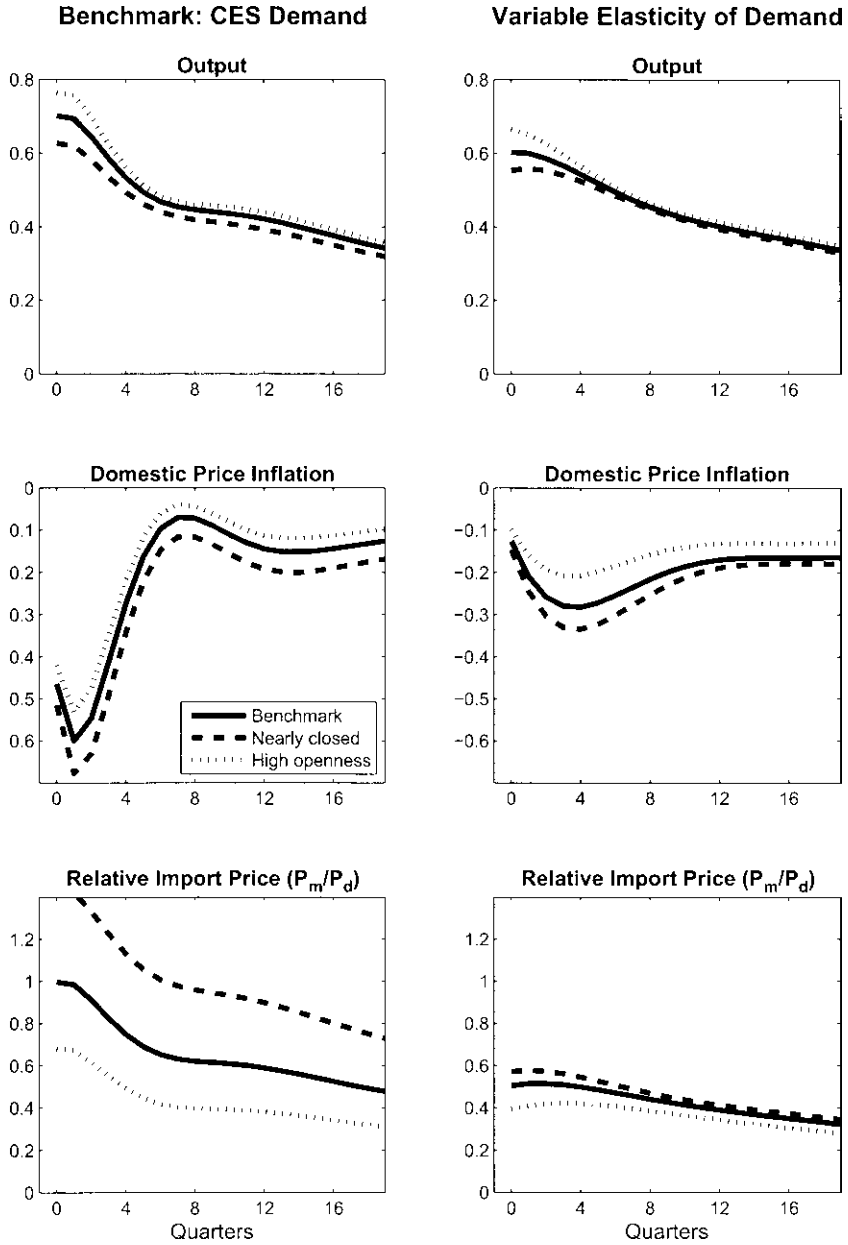 Benchmark: CES Demand
Variable Elasticity of Demand
Output
0.8
0.6
0.4
0.2
0
0 4 8 12 16
Output
0.8
0.6
0.4
0.2
0
0 4 8 12 16
Domestic Price Inflation
0
0.1
0.2
0.3
0.4
0.5
0.6
Benchmark
Nearly closed
High openness
0 4 8 12 16
Domestic Price Inflation
0
−0.1
−0.2
−0.3
−0.4
−0.5
−0.6
0 4 8 12 16
Relative Import Price (Pm/Pd)
1.2
1
0.8
0.6
0.4
0.2
0
0 4 8 12 16
Quarters
Relative Import Price (Pm/Pd)
1.2
1
0.8
0.6
0.4
0.2
0
0 4 8 12 16
Quarters